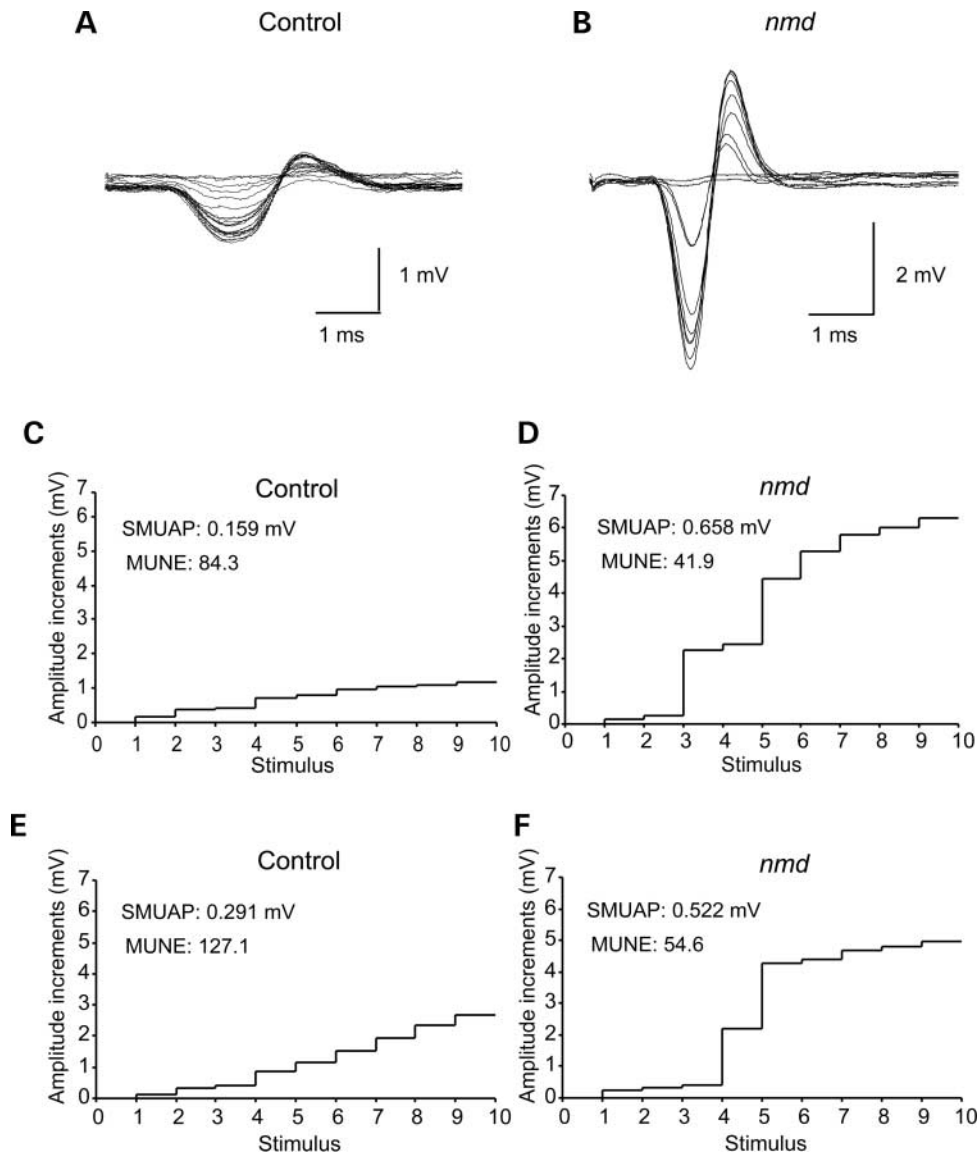 A Control
B nmd
1 mV
1 ms
2 mV
1 ms
C
Control
Amplitude increments (mV)
7
6
5
4
3
2
1
0
SMUAP: 0.159 mV
MUNE: 84.3
0 1 2 3 4 5 6 7 8 9 10
Stimulus
D
nmd
Amplitude increments (mV)
7
6
5
4
3
2
1
0
SMUAP: 0.658 mV
MUNE: 41.9
0 1 2 3 4 5 6 7 8 9 10
Stimulus
E
Control
Amplitude increments (mV)
7
6
5
4
3
2
1
0
SMUAP: 0.291 mV
MUNE: 127.1
0 1 2 3 4 5 6 7 8 9 10
Stimulus
F
nmd
Amplitude increments (mV)
7
6
5
4
3
2
1
0
SMUAP: 0.522 mV
MUNE: 54.6
0 1 2 3 4 5 6 7 8 9 10
Stimulus